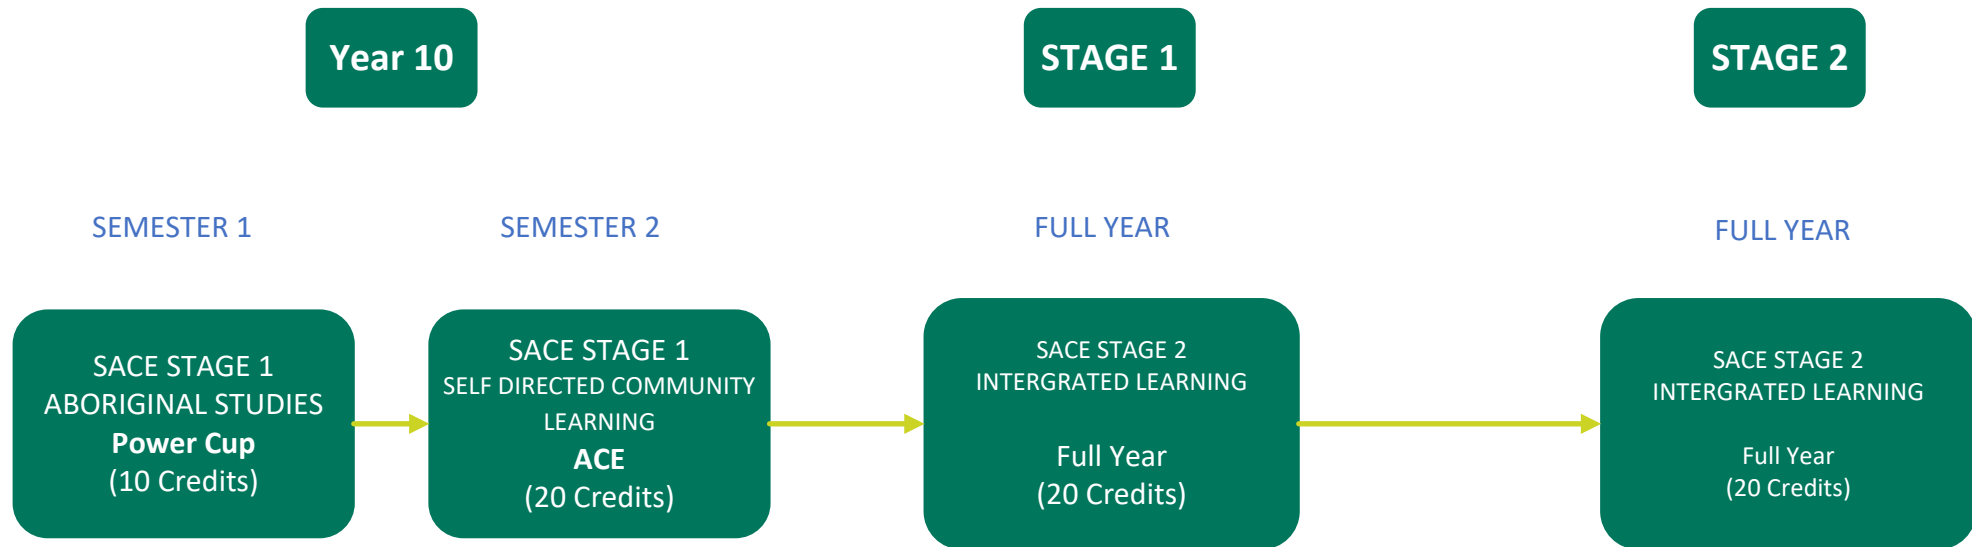 Year 10
STAGE 1
STAGE 2
SEMESTER 1
SEMESTER 2
FULL YEAR
FULL YEAR
SACE STAGE 1
ABORIGINAL STUDIES
Power Cup
(10 Credits)
SACE STAGE 1
SELF DIRECTED COMMUNITY
LEARNING
ACE
(20 Credits)
SACE STAGE 2
INTERGRATED LEARNING
Full Year
(20 Credits)
SACE STAGE 2
INTERGRATED LEARNING
Full Year
(20 Credits)